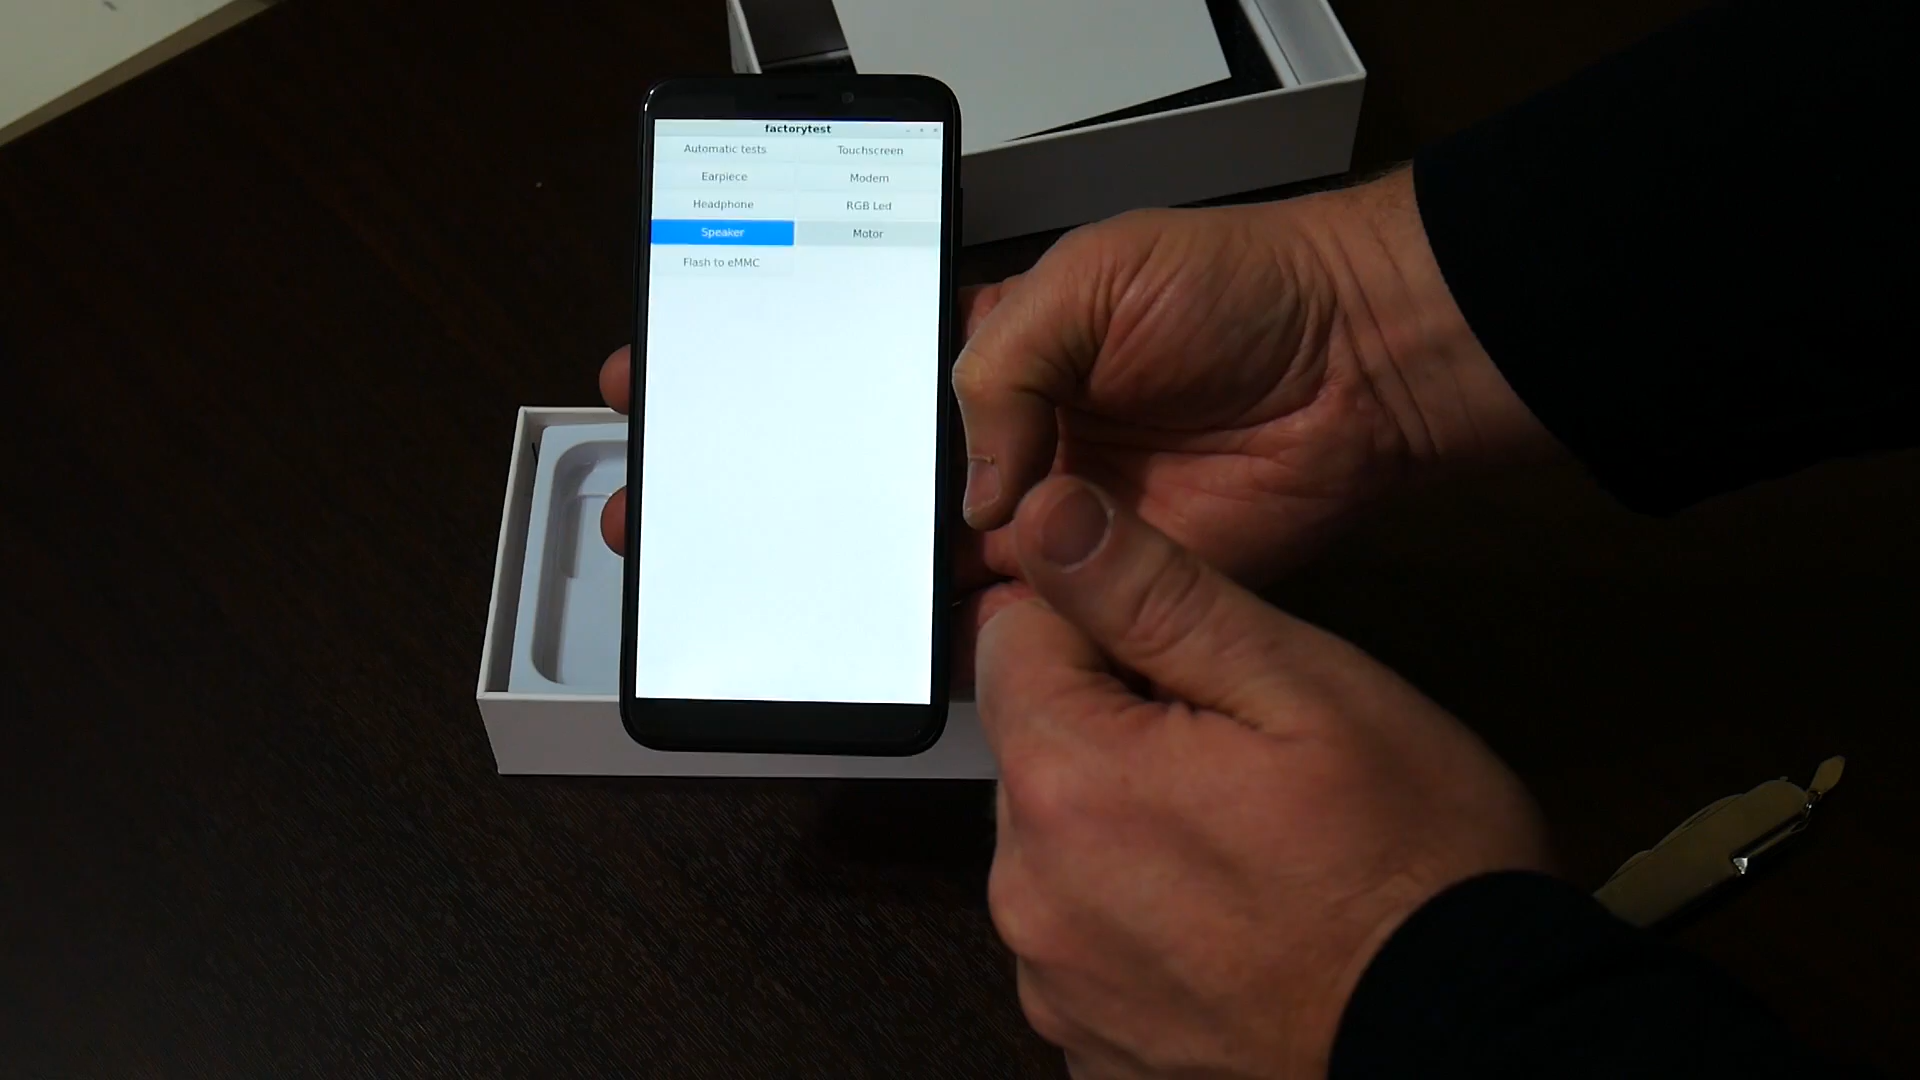 factorytest
Automatic tests Touchscreen
Earpiece Modem
Headphone RGB Led
Speaker Motor
Flash to eMMC